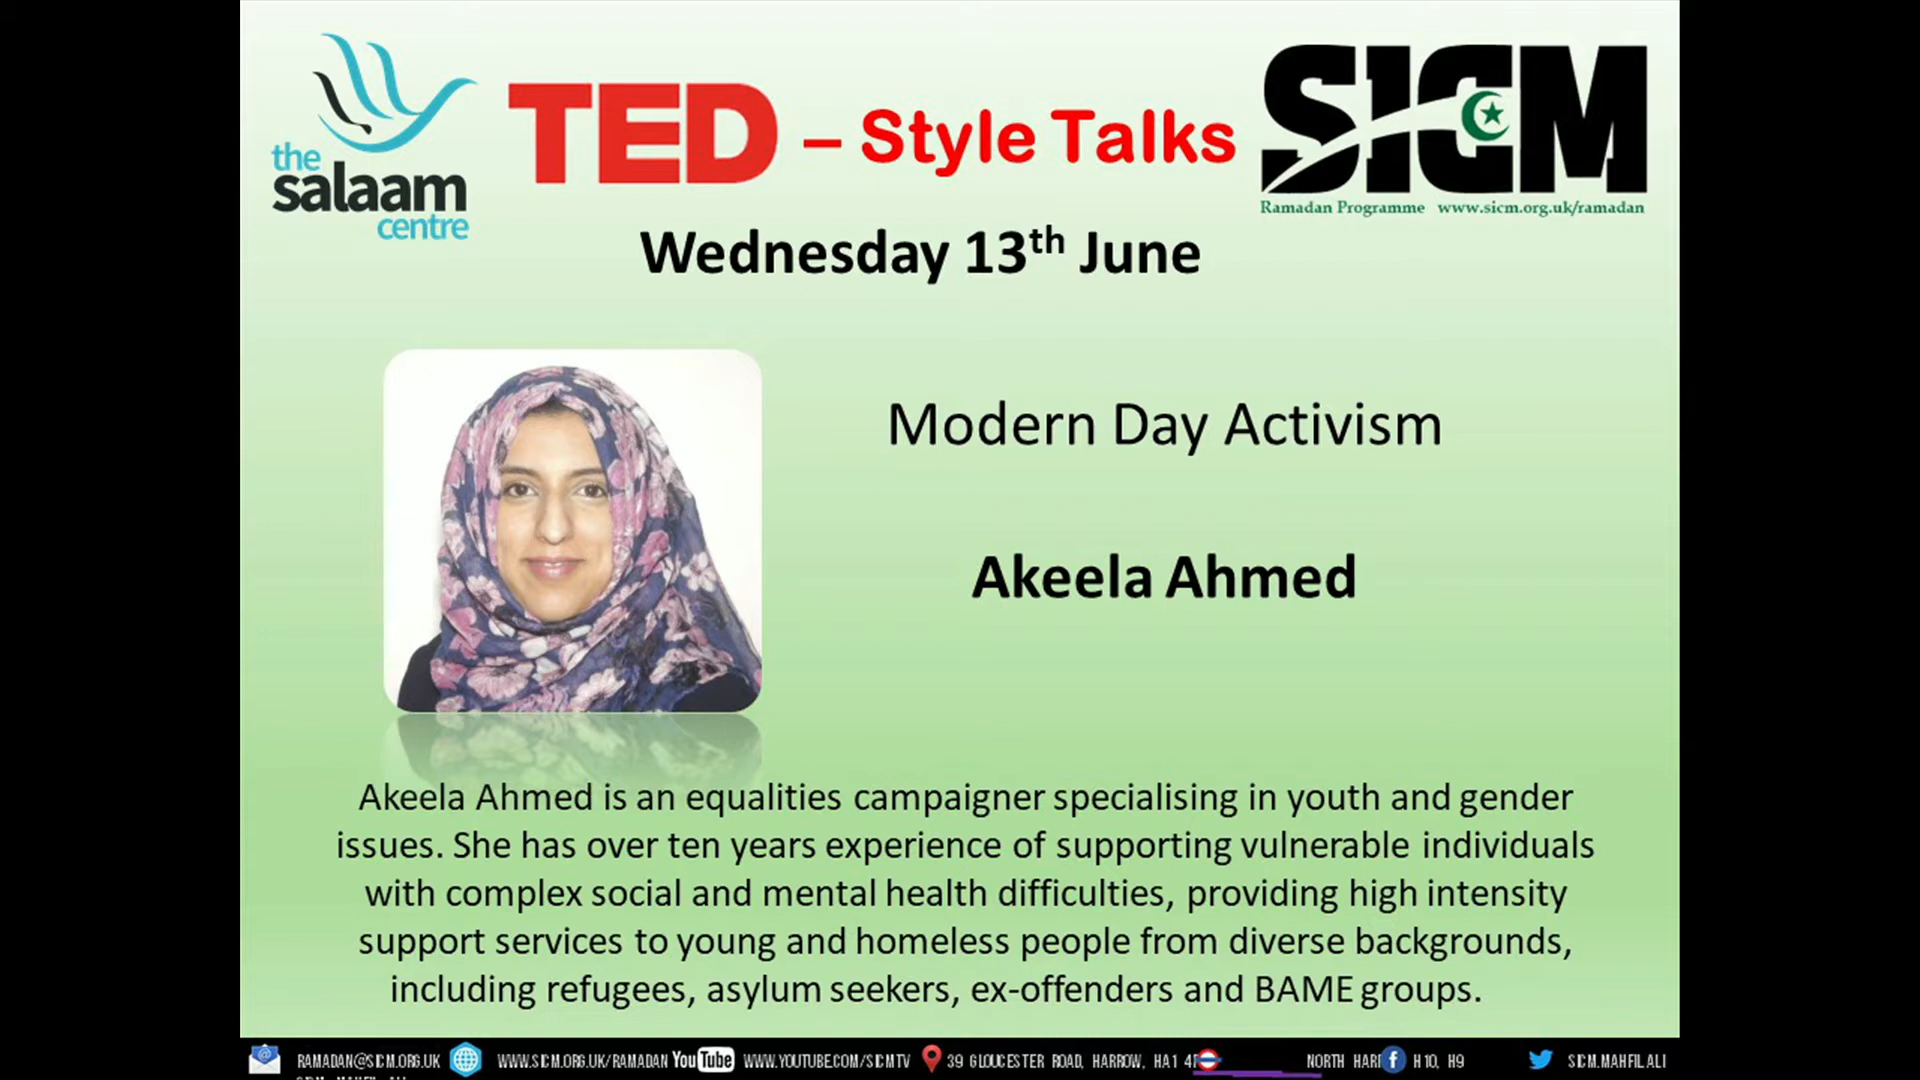 the
salaam
centre
TED – Style Talks
SICM
Ramadan Programme www.sicm.org.uk/ramadan
Wednesday 13th June
Modern Day Activism
Akeela Ahmed
Akeela Ahmed is an equalities campaigner specialising in youth and gender
issues. She has over ten years experience of supporting vulnerable individuals
with complex social and mental health difficulties, providing high intensity
support services to young and homeless people from diverse backgrounds,
including refugees, asylum seekers, ex-offenders and BAME groups.
RAMADAN@SICM.ORG.UK WWW.SICM.ORG.UK/RAMADAN YouTube WWW.YOUTUBE.COM/SICMTV 39 GLOUCESTER ROAD, HARROW, HA1 NORTH H10, H9 SICM.MAHFILALI